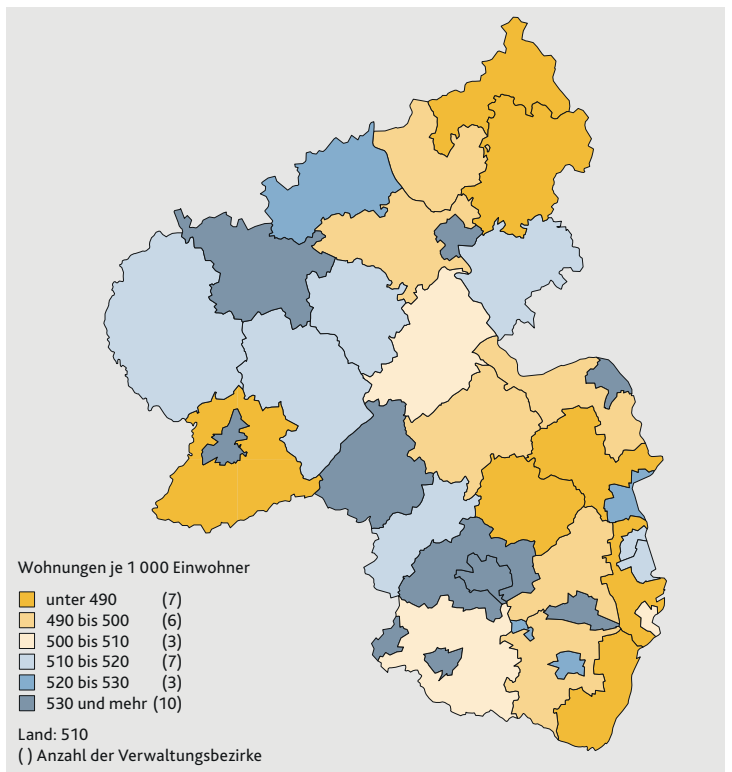 Wohnungen je 1 000 Einwohner
unter 490 (7)
490 bis 500 (6)
500 bis 510 (3)
510 bis 520 (7)
520 bis 530 (3)
530 und mehr (10)
Land: 510
( ) Anzahl der Verwaltungsbezirke